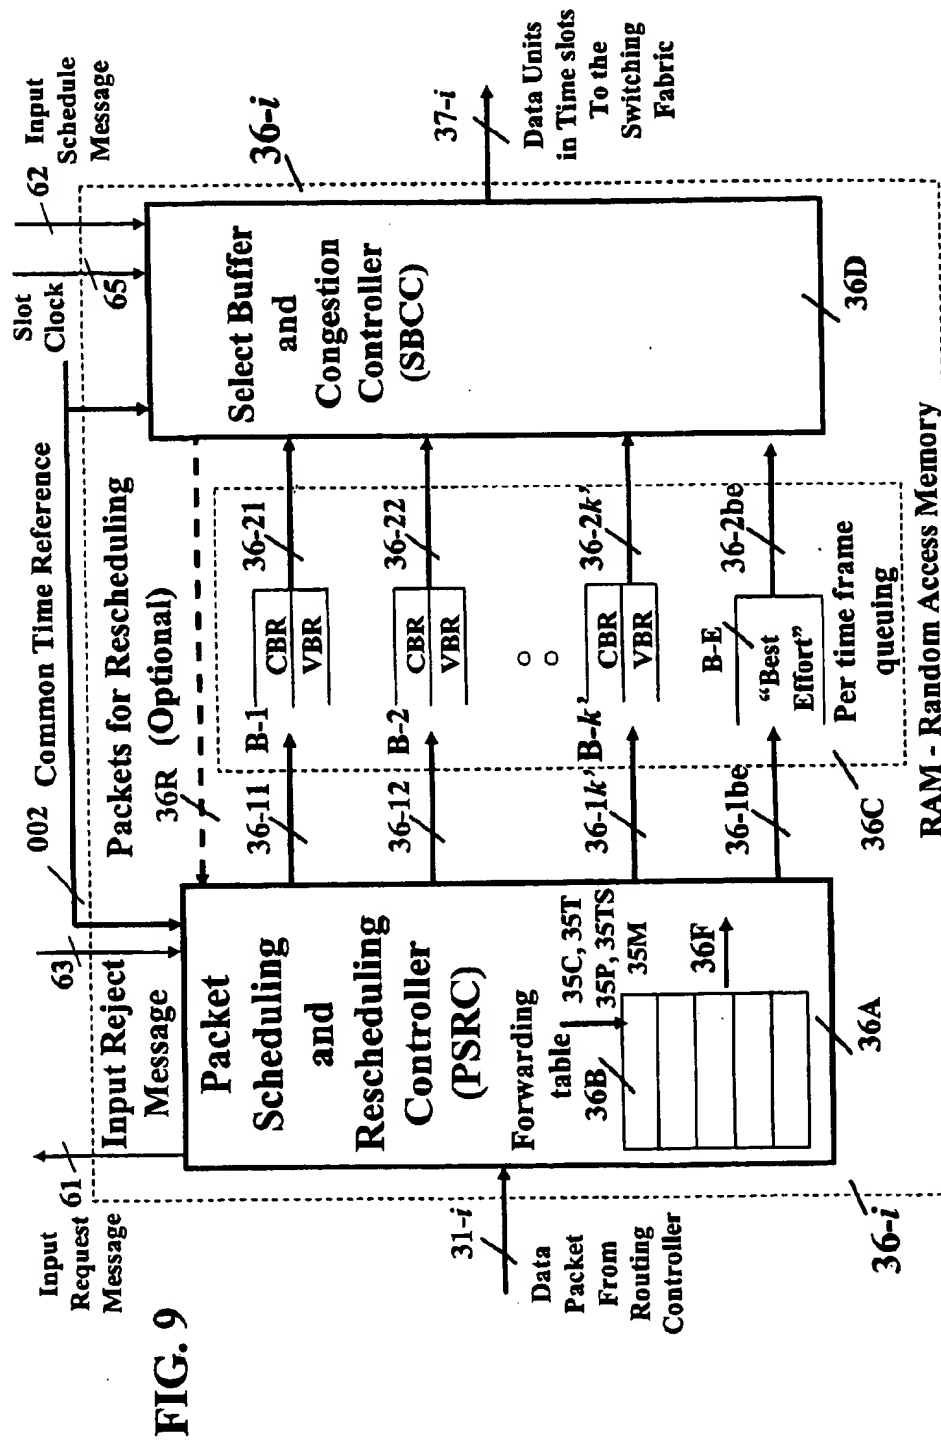 FIG. 9
Input
Request
Message
61
Input Reject
Message
63
002
Common Time Reference
Slot
Clock
65
62
Input
Schedule
Message
Packets for Rescheduling
36R
(Optional)
36-i
31-i
Data
Packet
From
Routing
Controller
Packet
Scheduling
and
Rescheduling
Controller
(PSRC)
Forwarding
table
36B
35C, 35T
35P, 35TS
35M
36F
36A
36-i
36-11
B-1
CBR
VBR
36-21
36-12
B-2
CBR
VBR
36-22
36-1k'
B-k'
CBR
VBR
36-2k'
36-1be
B-E
“Best
Effort”
36-2be
Per time frame
queuing
36C
Select Buffer
and
Congestion
Controller
(SBCC)
36D
37-i
Data Units
in Time slots
To the
Switching
Fabric
RAM - Random Access Memory